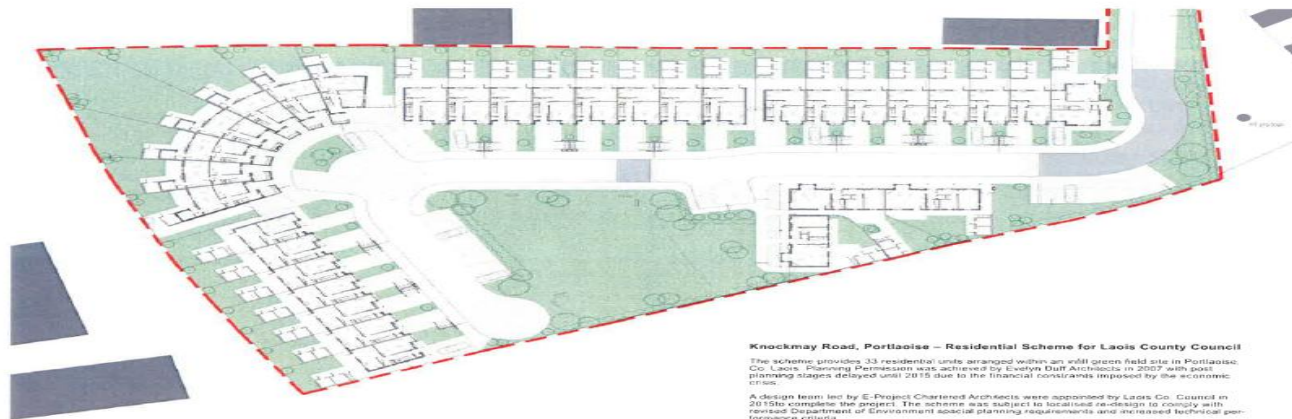 Knockmay Road, Portlaoise – Residential Scheme for Laois County Council
The scheme provides 33 residential units arranged within an infill green field site in Portlaoise,
Co. Laois. Planning Permission was achieved by Evelyn Duff Architects in 2007 with post
planning stages delayed until 2015 due to the financial constraints imposed by the economic
crisis.
A design team led by E-Project Chartered Architects were appointed by Laois Co. Council in
2015to complete the project. The scheme was subject to localised re-design to comply with
revised Department of Environment spacial planning requirements and increased technical per-
formance criteria.